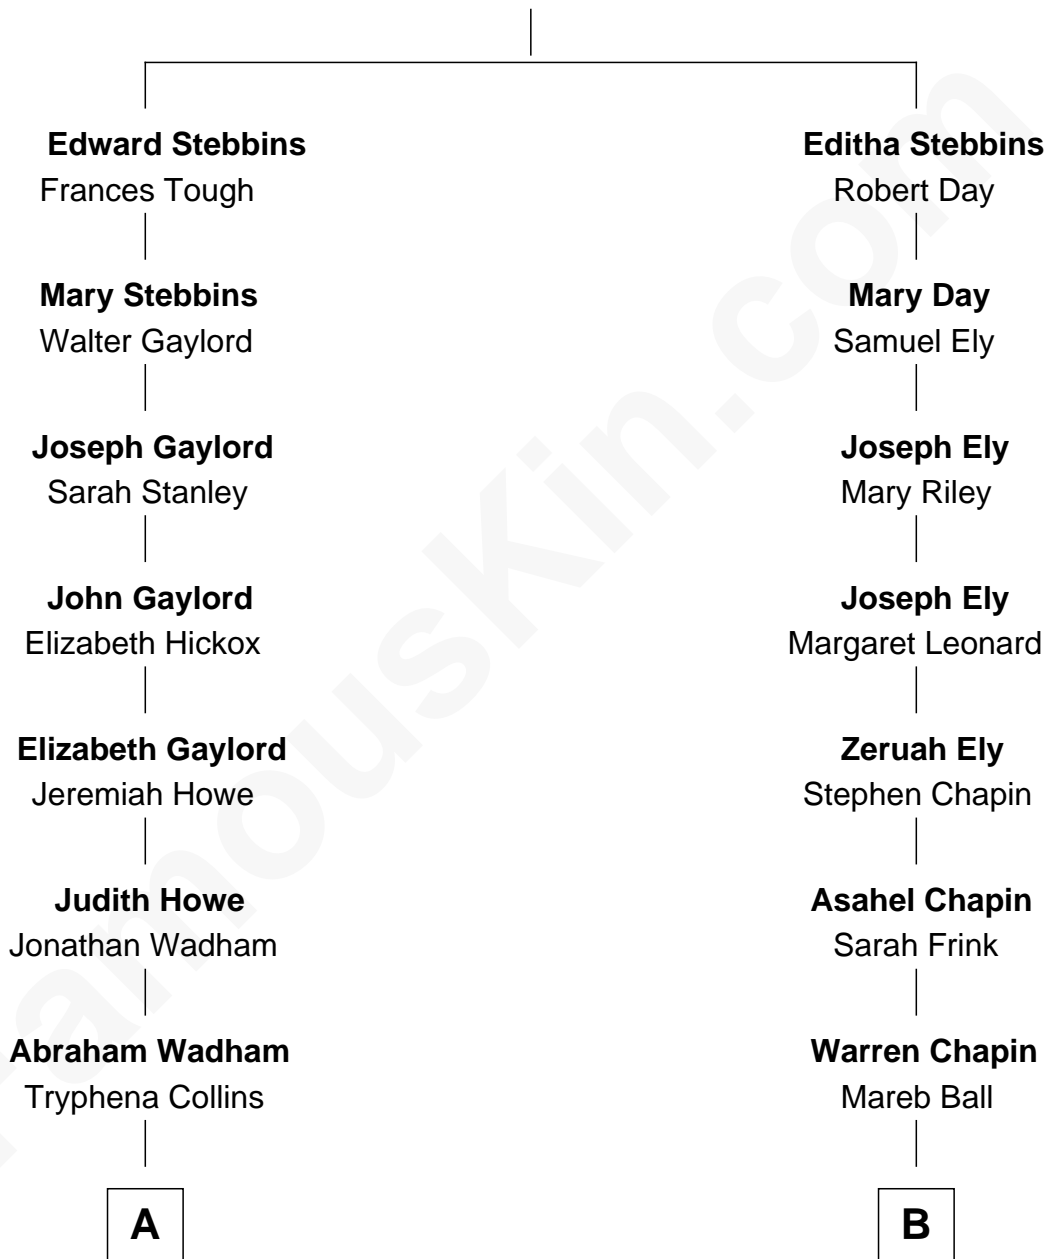 Edward Stebbins
Frances Tough
Mary Stebbins
Walter Gaylord
Joseph Gaylord
Sarah Stanley
John Gaylord
Elizabeth Hickox
Elizabeth Gaylord
Jeremiah Howe
Judith Howe
Jonathan Wadham
Abraham Wadham
Tryphena Collins
A
Editha Stebbins
Robert Day
Mary Day
Samuel Ely
Joseph Ely
Mary Riley
Joseph Ely
Margaret Leonard
Zeruah Ely
Stephen Chapin
Asahel Chapin
Sarah Frink
Warren Chapin
Mareb Ball
B
FamousKin.com